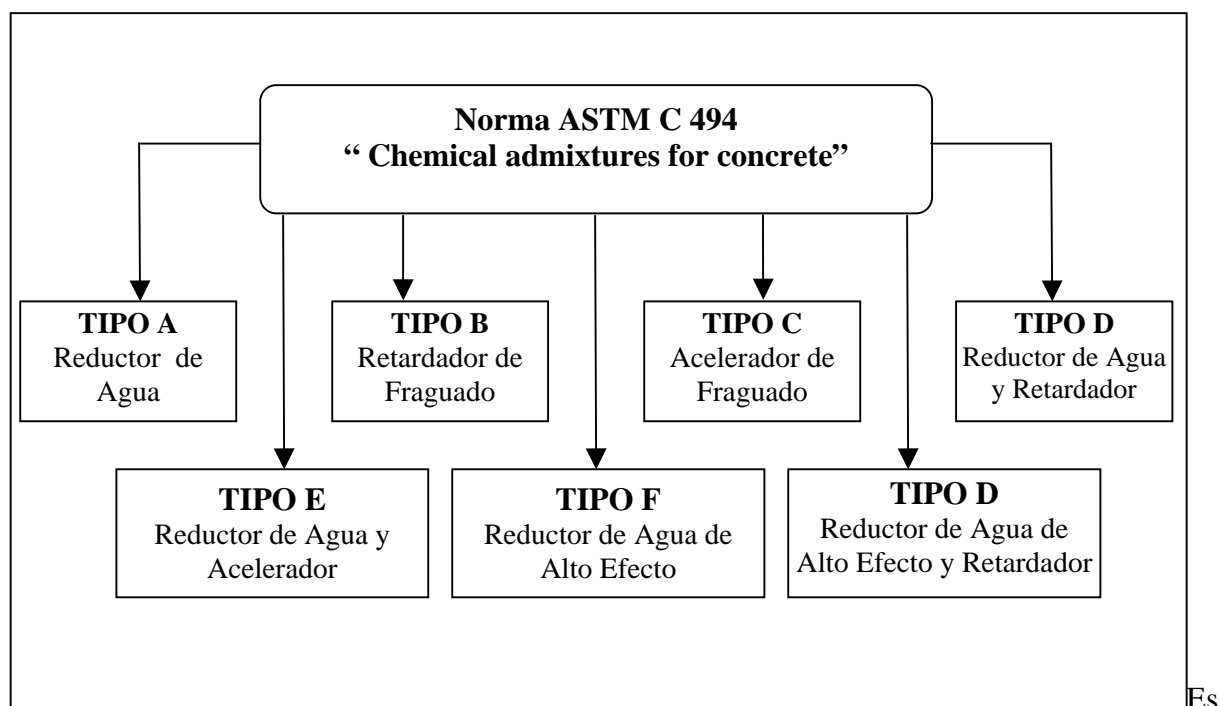 Norma ASTM C 494
“ Chemical admixtures for concrete”
TIPO A
Reductor de
Agua
TIPO B
Retardador de
Fraguado
TIPO C
Acelerador de
Fraguado
TIPO D
Reductor de Agua
y Retardador
TIPO E
Reductor de Agua y
Acelerador
TIPO F
Reductor de Agua de
Alto Efecto
TIPO D
Reductor de Agua de
Alto Efecto y Retardador
Es